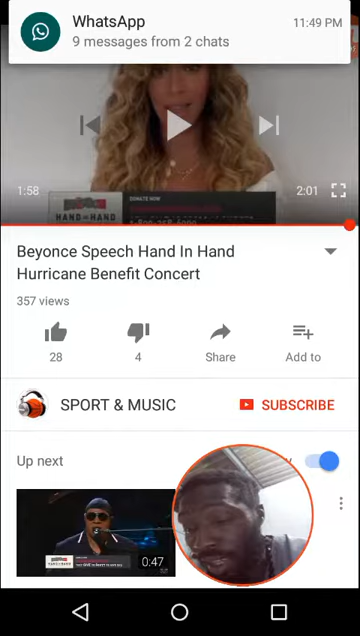 WhatsApp
11:49 PM
9 messages from 2 chats
1:58
2:01
DONATE NOW
HAND IN HAND
Beyonce Speech Hand In Hand
Hurricane Benefit Concert
357 views
28
4
Share
Add to
SPORT & MUSIC
SUBSCRIBE
Up next
0:47